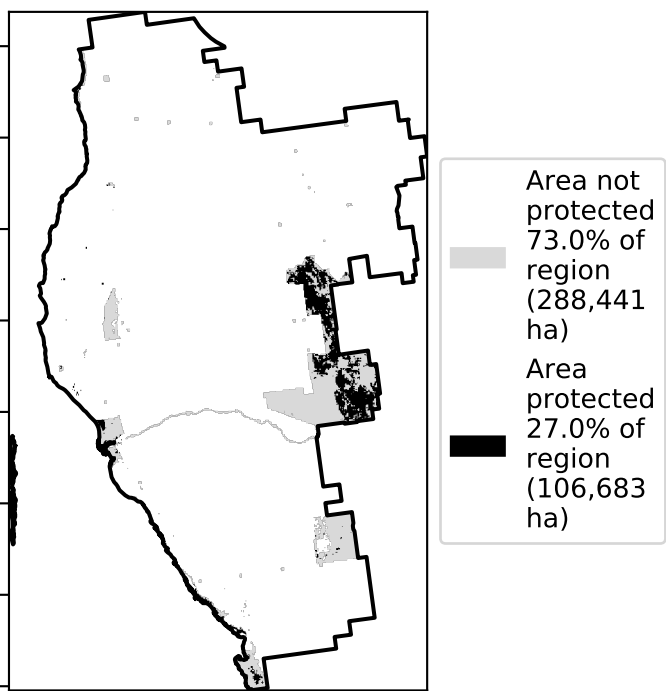 Area not
protected
73.0% of
region
(288,441
ha)
Area
protected
27.0% of
region
(106,683
ha)